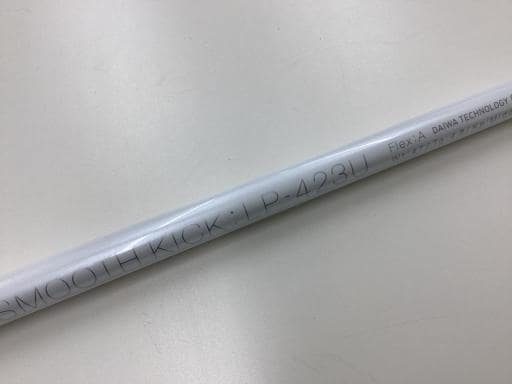 SMOOTH KICK: LP-423U
Flex: A DAIWA TECHNOLOGY